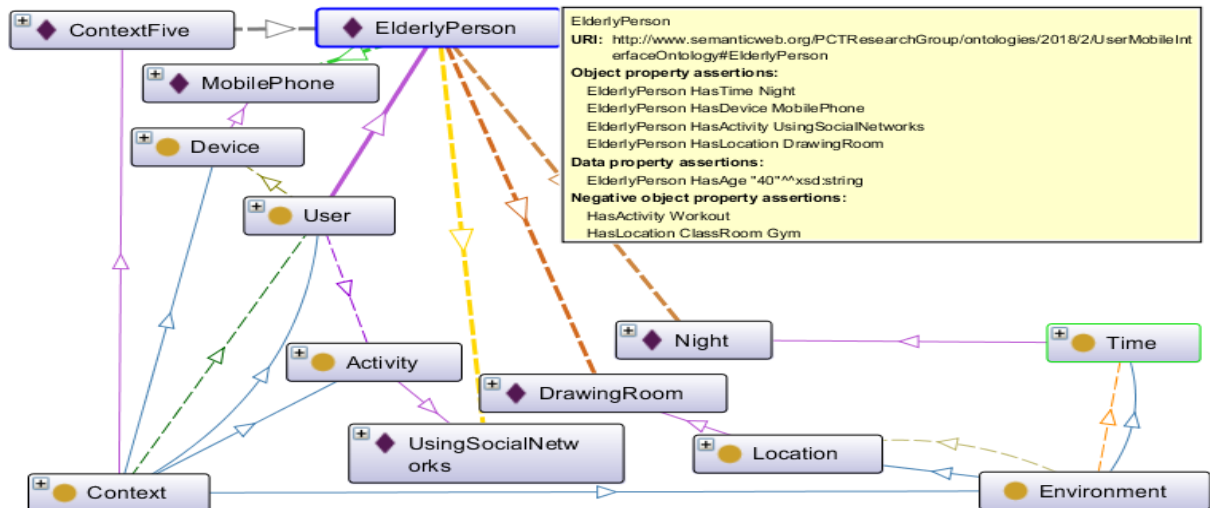 ContextFive
ElderlyPerson
MobilePhone
Device
User
Activity
UsingSocialNetw
orks
Context
Night
DrawingRoom
Location
Time
Environment
ElderlyPerson
URI: http://www.semanticweb.org/PCTResearchGroup/ontologies/2018/2/UserMobileInt
erfaceOntology#ElderlyPerson
Object property assertions:
ElderlyPerson HasTime Night
ElderlyPerson HasDevice MobilePhone
ElderlyPerson HasActivity UsingSocialNetworks
ElderlyPerson HasLocation DrawingRoom
Data property assertions:
ElderlyPerson HasAge "40"^^xsd:string
Negative object property assertions:
HasActivity Workout
HasLocation ClassRoom Gym